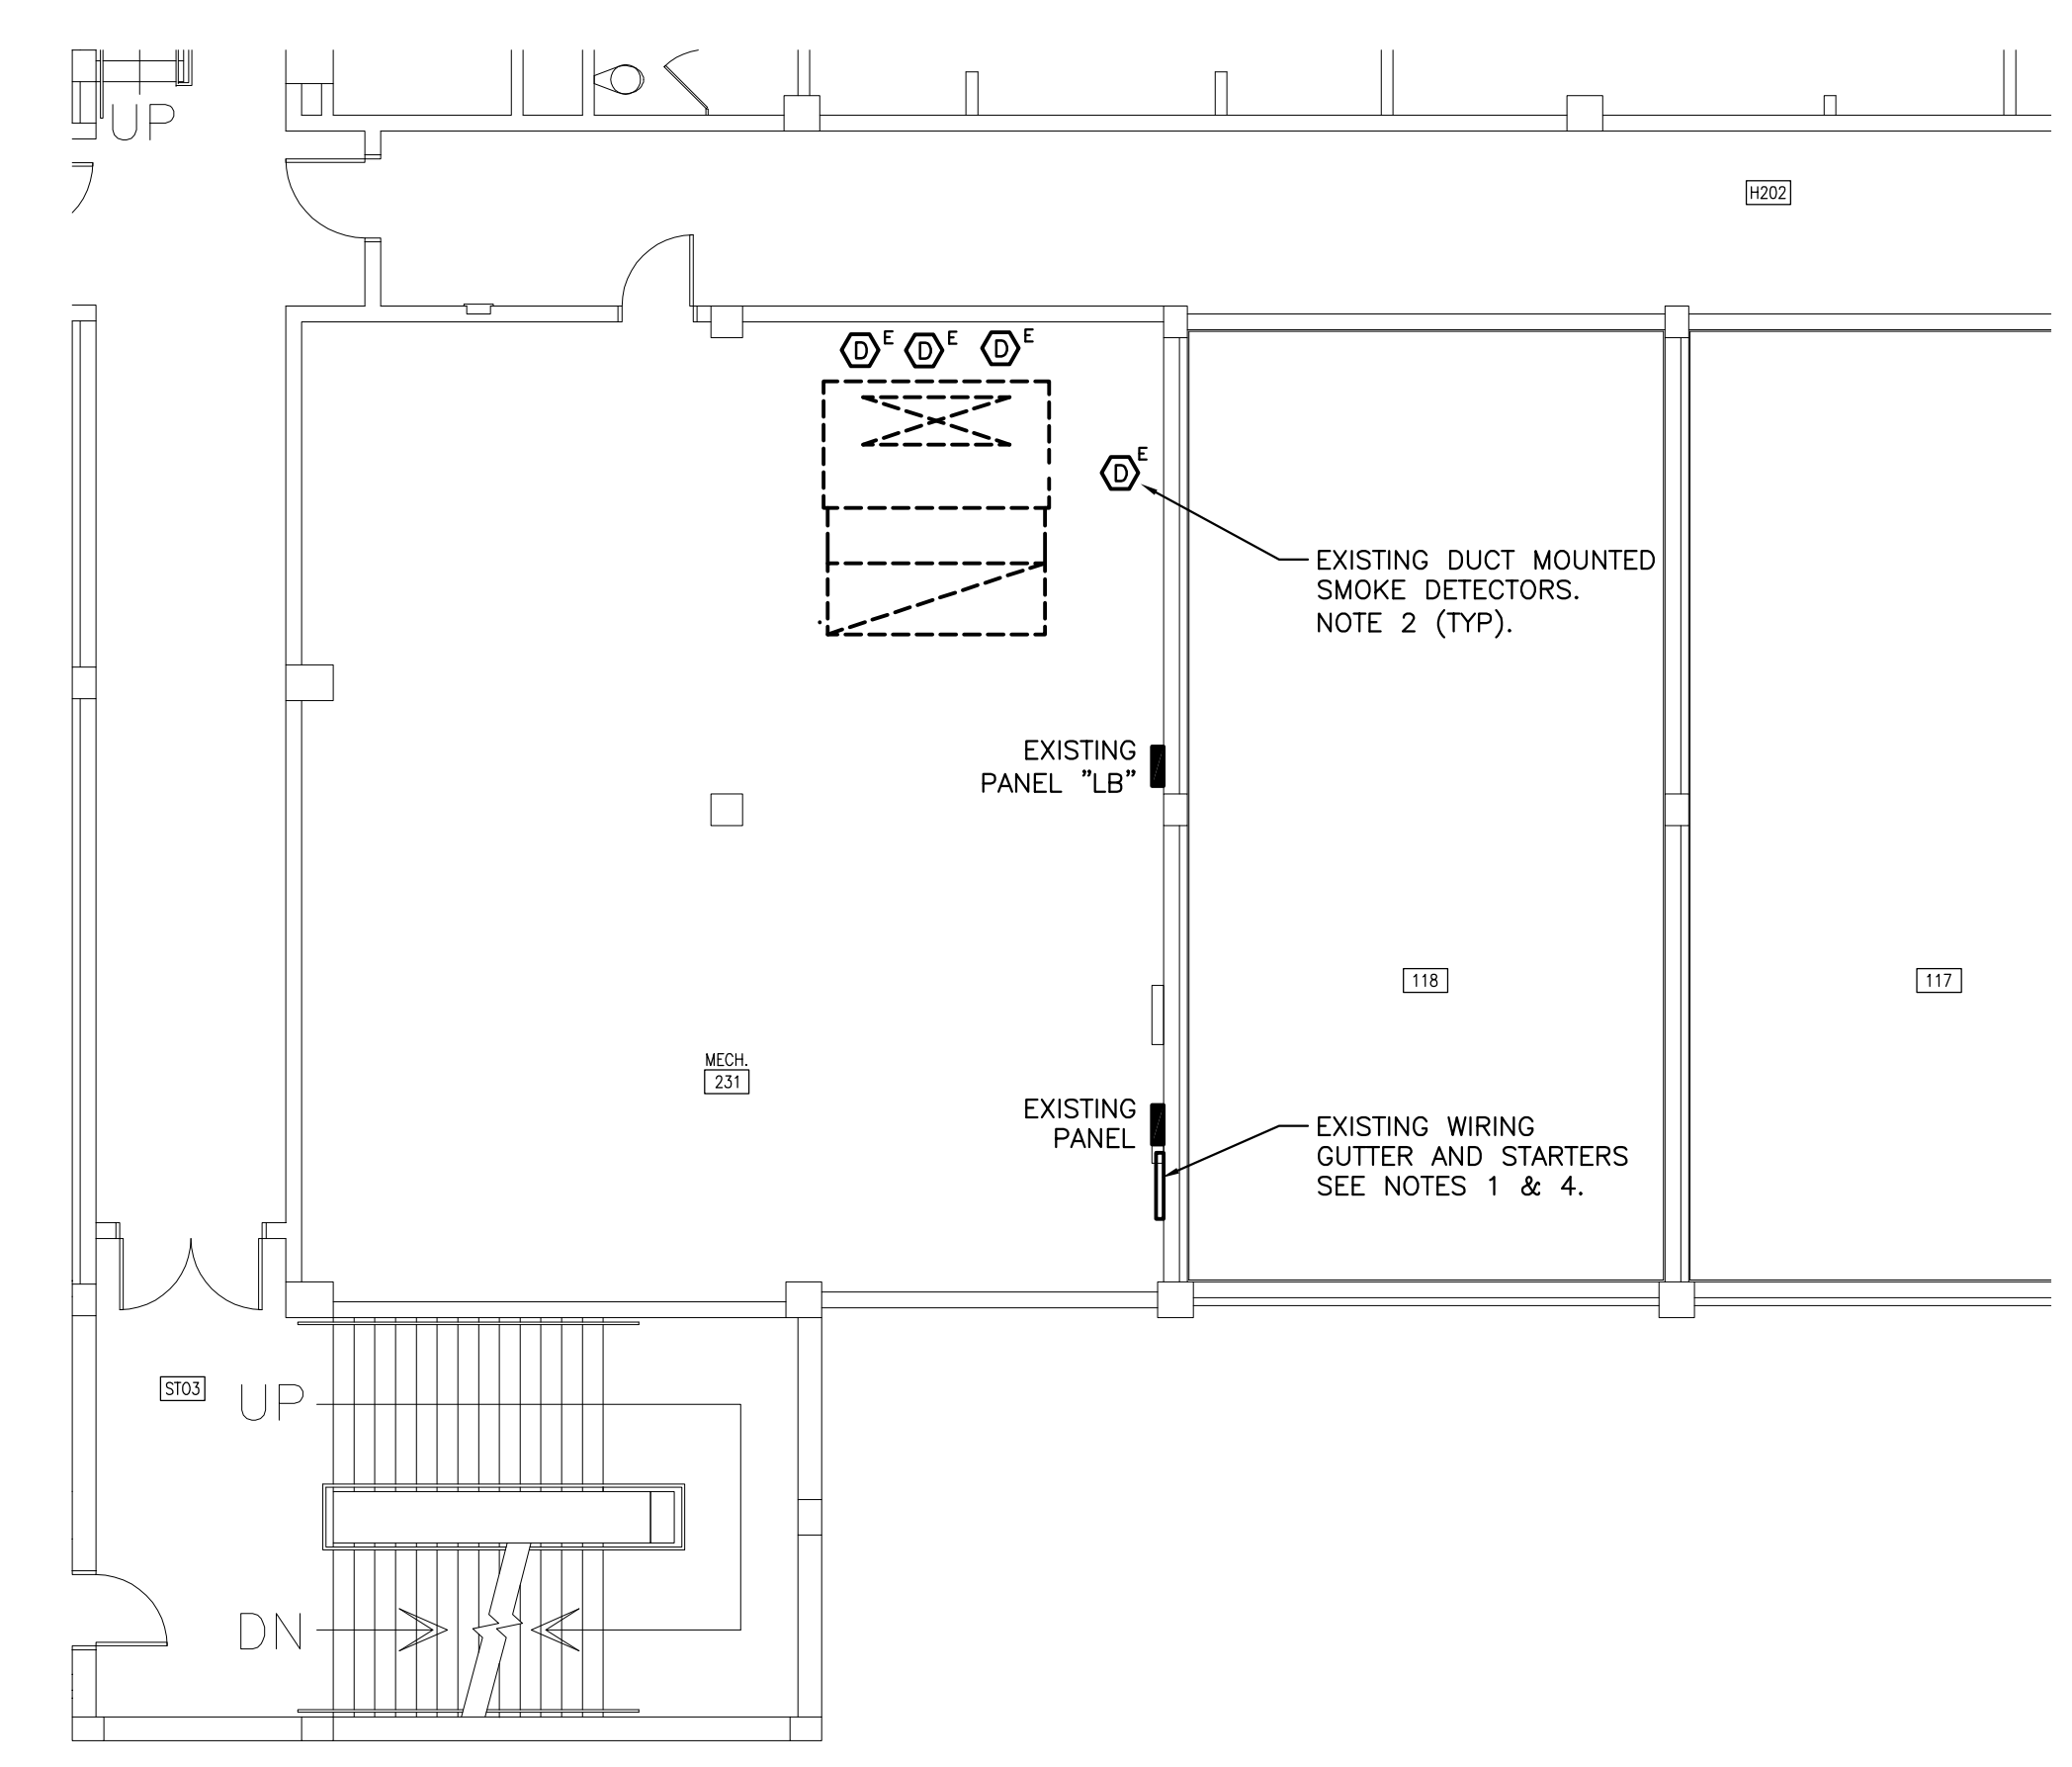 UP
H202
D E
D E
D E
D E
EXISTING DUCT MOUNTED
SMOKE DETECTORS.
NOTE 2 (TYP).
EXISTING
PANEL "LB"
118
117
MECH.
231
EXISTING
PANEL
EXISTING WIRING
GUTTER AND STARTERS
SEE NOTES 1 & 4.
ST03
UP
DN